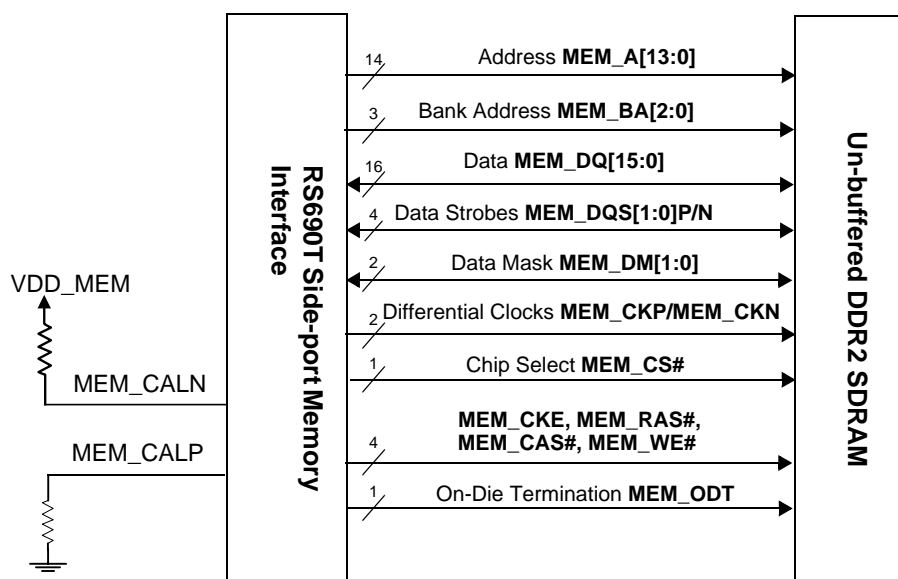 14
Address MEM_A[13:0]
3
Bank Address MEM_BA[2:0]
16
Data MEM_DQ[15:0]
4
Data Strobes MEM_DQS[1:0]P/N
2
Data Mask MEM_DM[1:0]
2
Differential Clocks MEM_CKP/MEM_CKN
1
Chip Select MEM_CS#
4
MEM_CKE, MEM_RAS#,
MEM_CAS#, MEM_WE#
1
On-Die Termination MEM_ODT
VDD_MEM
MEM_CALN
MEM_CALP
RS690T Side-port Memory
Interface
Un-buffered DDR2 SDRAM